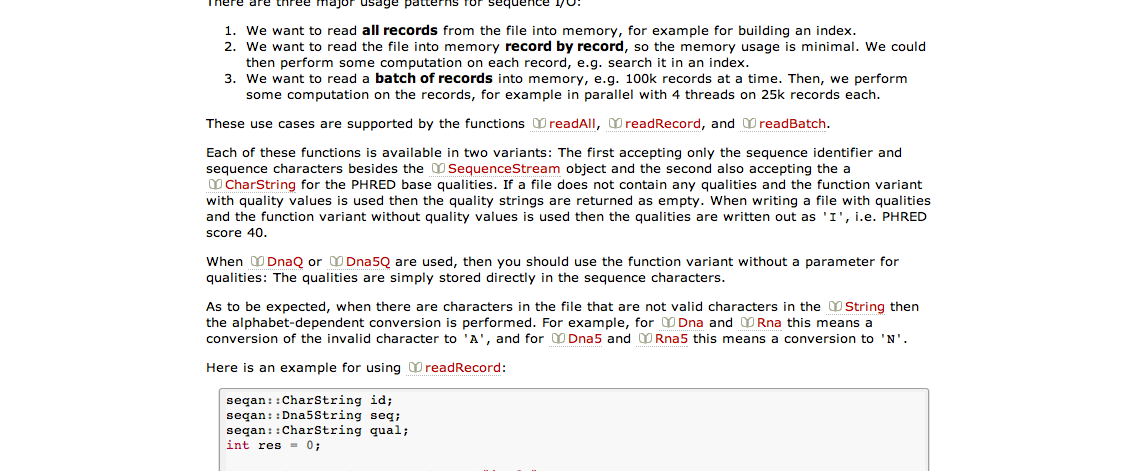 There are three major usage patterns for sequence I/O:
1. We want to read all records from the file into memory, for example for building an index.
2. We want to read the file into memory record by record, so the memory usage is minimal. We could
then perform some computation on each record, e.g. search it in an index.
3. We want to read a batch of records into memory, e.g. 100k records at a time. Then, we perform
some computation on the records, for example in parallel with 4 threads on 25k records each.
These use cases are supported by the functions readAll, readRecord, and readBatch.
Each of these functions is available in two variants: The first accepting only the sequence identifier and
sequence characters besides the SequenceStream object and the second also accepting the a
CharString for the PHRED base qualities. If a file does not contain any qualities and the function variant
with quality values is used then the quality strings are returned as empty. When writing a file with qualities
and the function variant without quality values is used then the qualities are written out as 'I', i.e. PHRED
score 40.
When DnaQ or Dna5Q are used, then you should use the function variant without a parameter for
qualities: The qualities are simply stored directly in the sequence characters.
As to be expected, when there are characters in the file that are not valid characters in the String then
the alphabet-dependent conversion is performed. For example, for Dna and Rna this means a
conversion of the invalid character to 'A', and for Dna5 and Rna5 this means a conversion to 'N'.
Here is an example for using readRecord:
seqan::CharString id;
seqan::Dna5String seq;
seqan::CharString qual;
int res = 0;